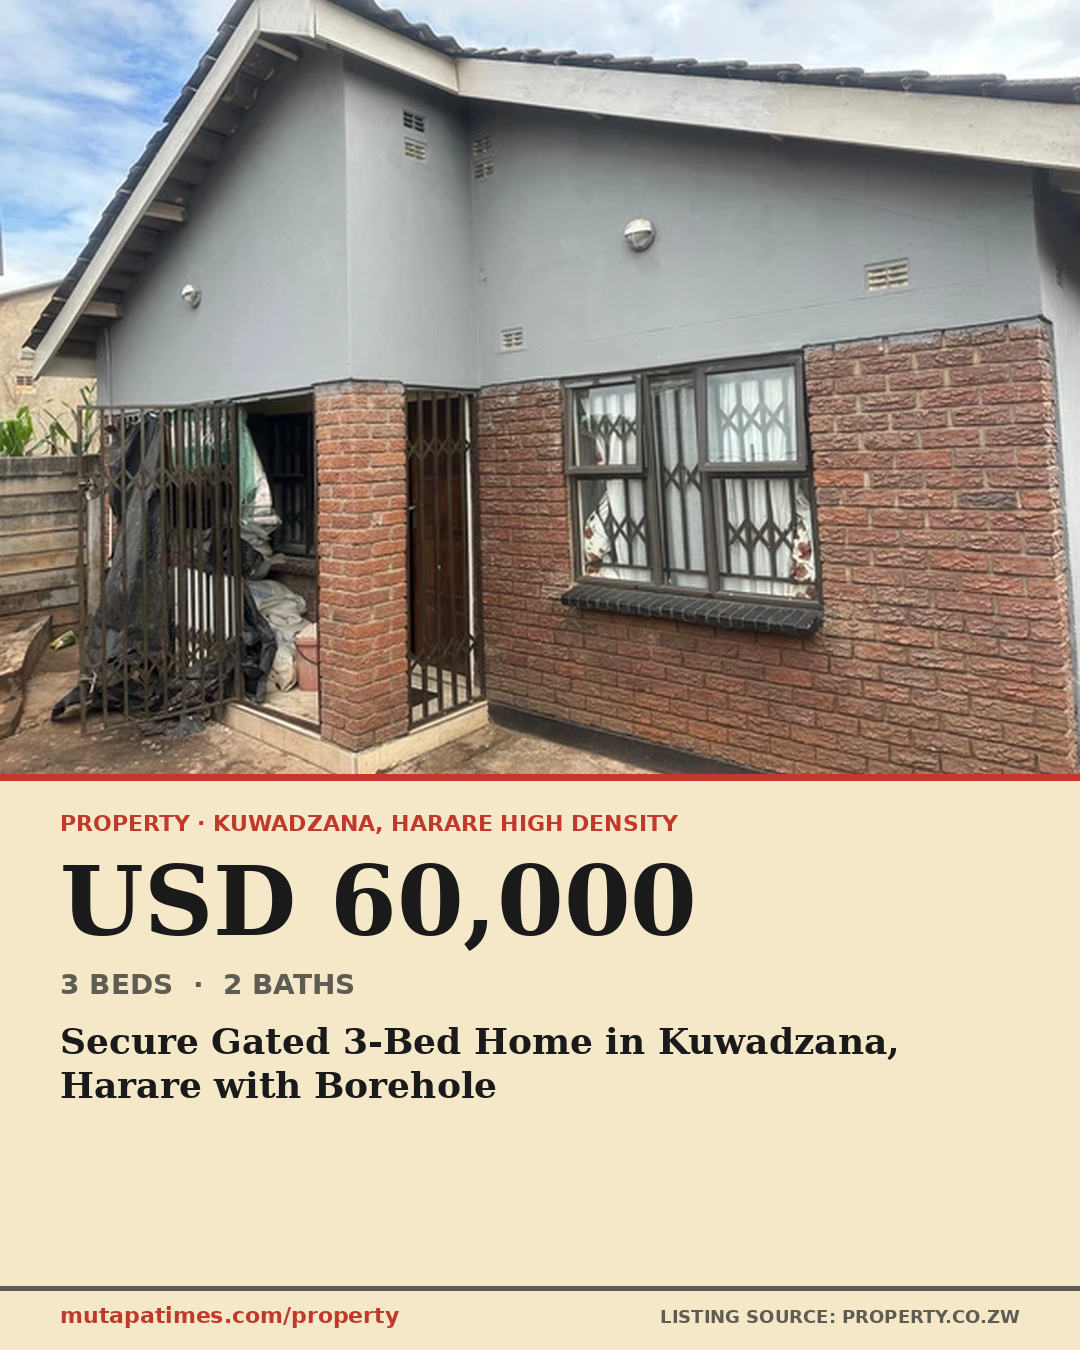 PROPERTY · KUWADZANA, HARARE HIGH DENSITY
USD 60,000
3 BEDS · 2 BATHS
Secure Gated 3-Bed Home in Kuwadzana,
Harare with Borehole
mutapatimes.com/property
LISTING SOURCE: PROPERTY.CO.ZW